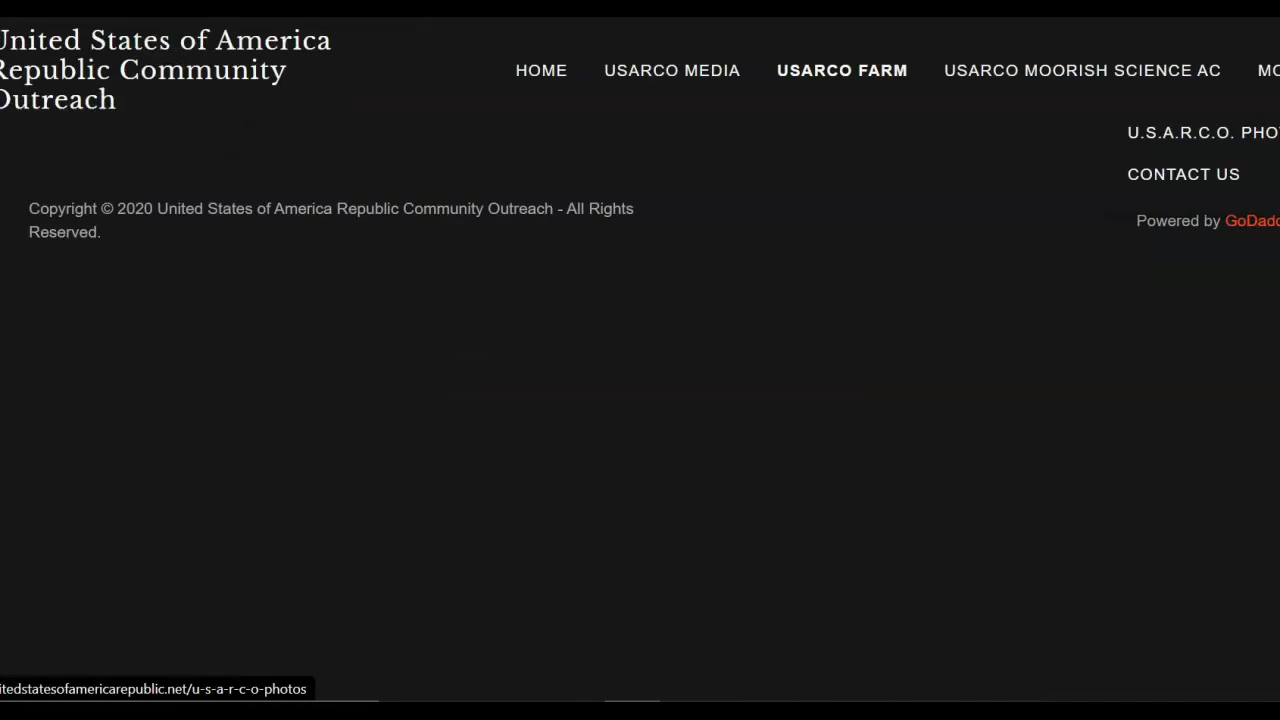 United States of America
Republic Community
Outreach
HOME
USARCO MEDIA
USARCO FARM
USARCO MOORISH SCIENCE AC
U.S.A.R.C.O.
CONTACT US
Copyright © 2020 United States of America Republic Community Outreach - All Rights
Reserved.
Powered by
itedstatesofamericarepublic.net/u-s-a-r-c-o-photos